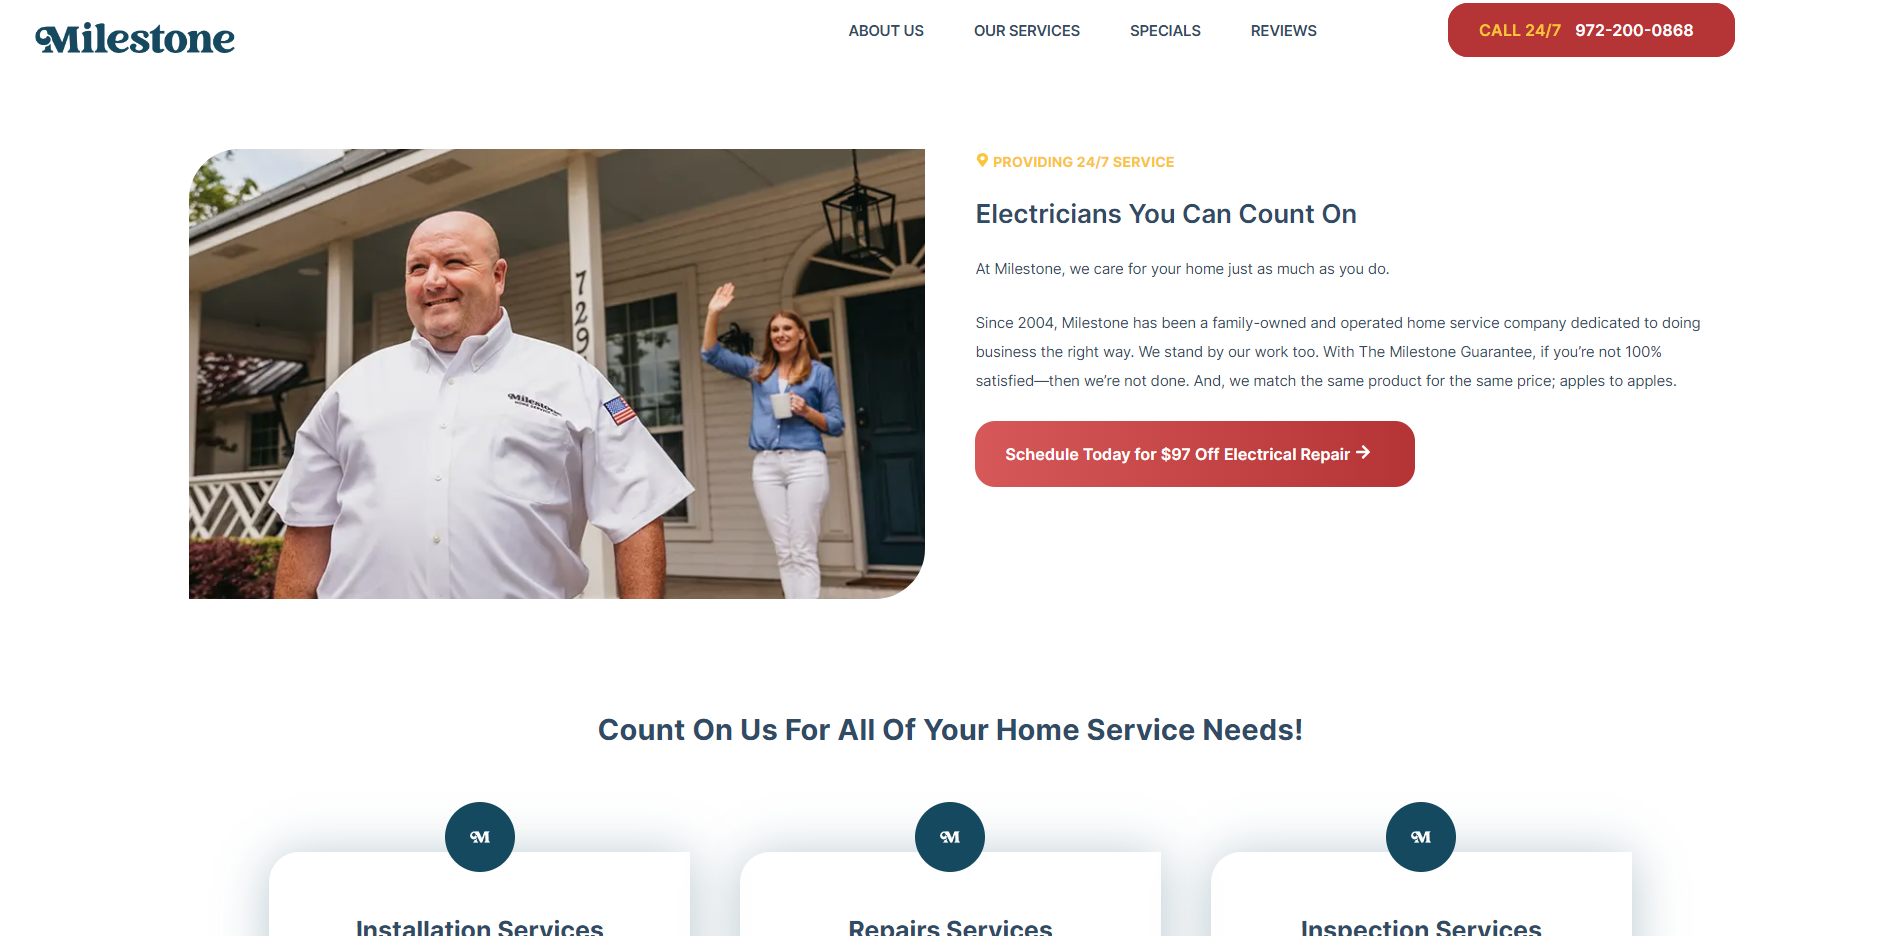 Milestone
ABOUT US
OUR SERVICES
SPECIALS
REVIEWS
CALL 24/7 972-200-0868
PROVIDING 24/7 SERVICE
Electricians You Can Count On
At Milestone, we care for your home just as much as you do.
Since 2004, Milestone has been a family-owned and operated home service company dedicated to doing
business the right way. We stand by our work too. With The Milestone Guarantee, if you’re not 100%
satisfied—then we’re not done. And, we match the same product for the same price; apples to apples.
Schedule Today for $97 Off Electrical Repair
729
Milestone
Count On Us For All Of Your Home Service Needs!
M
M
M
Installation Services
Repairs Services
Inspection Services